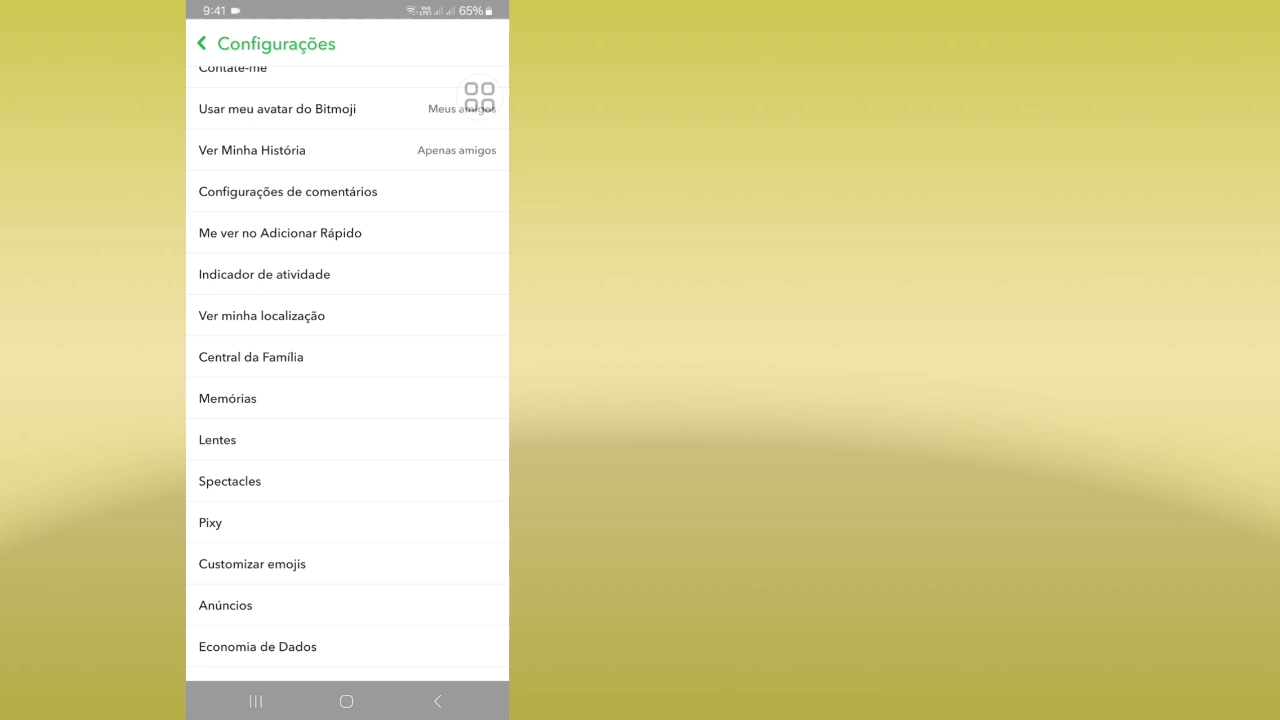 9:41 65%
Configurações
Contate-me
Usar meu avatar do Bitmoji Meus amigos
Ver Minha História Apenas amigos
Configurações de comentários
Me ver no Adicionar Rápido
Indicador de atividade
Ver minha localização
Central da Família
Memórias
Lentes
Spectacles
Pixy
Customizar emojis
Anúncios
Economia de Dados